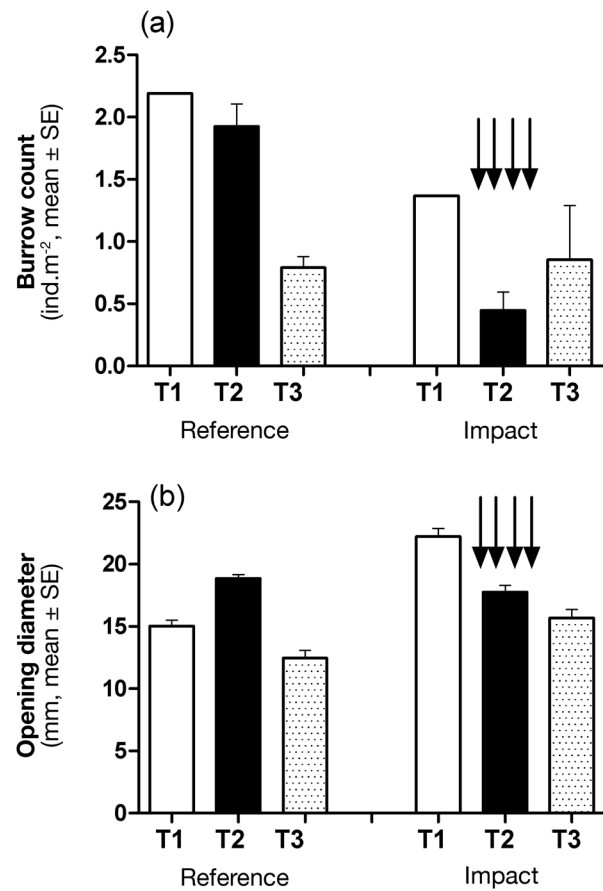 (a)
Burrow count
(ind.m⁻², mean ± SE)
2.5
2.0
1.5
1.0
0.5
0.0
T1 T2 T3 T1 T2 T3
Reference Impact
(b)
Opening diameter
(mm, mean ± SE)
25
20
15
10
5
0
T1 T2 T3 T1 T2 T3
Reference Impact